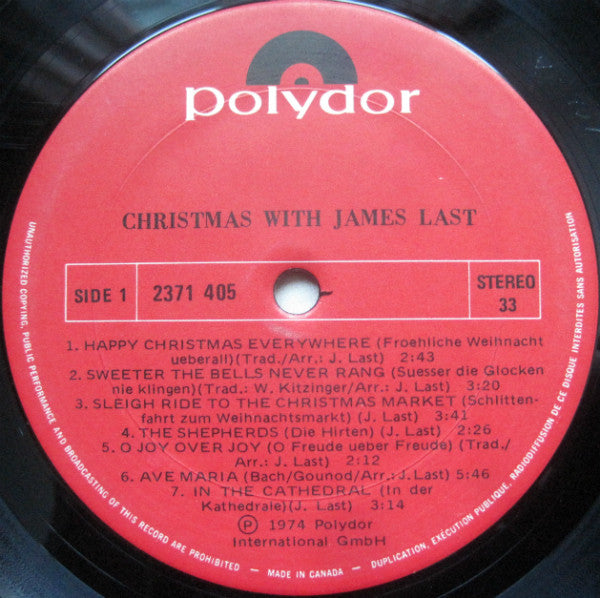 polydor
CHRISTMAS WITH JAMES LAST
SIDE 1
2371 405
STEREO
33
1. HAPPY CHRISTMAS EVERYWHERE (Froehliche Weihnacht
ueberall)(Trad./Arr.: J. Last) 2:43
2. SWEETER THE BELLS NEVER RANG (Suesser die Glocken
nie klingen)(Trad.: W. Kitzinger/Arr.: J. Last) 3:20
3. SLEIGH RIDE TO THE CHRISTMAS MARKET (Schlitten-
fahrt zum Weihnachtsmarkt) (J. Last) 3:41
4. THE SHEPHERDS (Die Hirten) (J. Last) 2:26
5. O JOY OVER JOY (O Freude ueber Freude) (Trad./
Arr.: J. Last) 2:12
6. AVE MARIA (Bach/Gounod/Arr.: J. Last) 5:46
7. IN THE CATHEDRAL (In der
Kathedrale)(J. Last) 3:14
℗ 1974 Polydor
International GmbH
UNAUTHORIZED COPYING, PUBLIC PERFORMANCE AND BROADCASTING OF THIS RECORD ARE PROHIBITED – MADE IN CANADA – DUPLICATION, EXÉCUTION PUBLIQUE, RADIODIFFUSION DE CE DISQUE INTERDITES SANS AUTORISATION